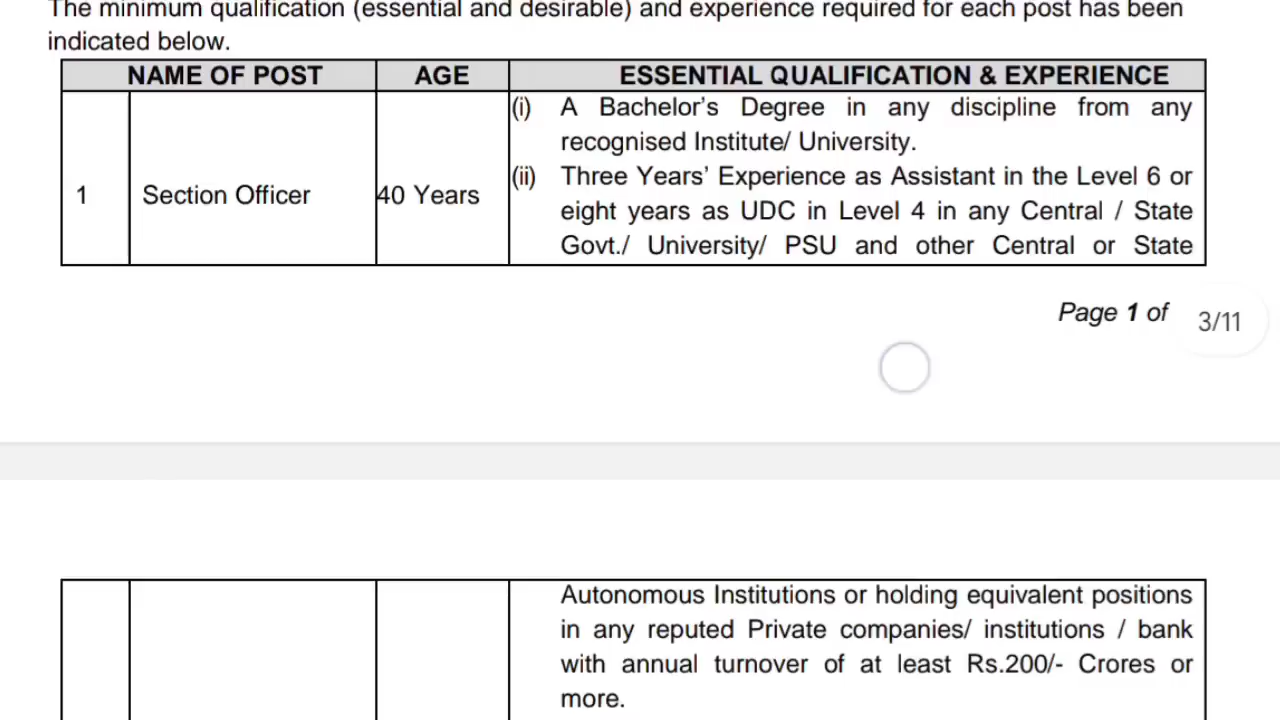 The minimum qualification (essential and desirable) and experience required for each post has been
indicated below.
NAME OF POST AGE ESSENTIAL QUALIFICATION & EXPERIENCE
1 Section Officer 40 Years
(i) A Bachelor's Degree in any discipline from any
recognised Institute/ University.
(ii) Three Years' Experience as Assistant in the Level 6 or
eight years as UDC in Level 4 in any Central / State
Govt./ University/ PSU and other Central or State
Page 1 of
3/11
Autonomous Institutions or holding equivalent positions
in any reputed Private companies/ institutions / bank
with annual turnover of at least Rs.200/- Crores or
more.